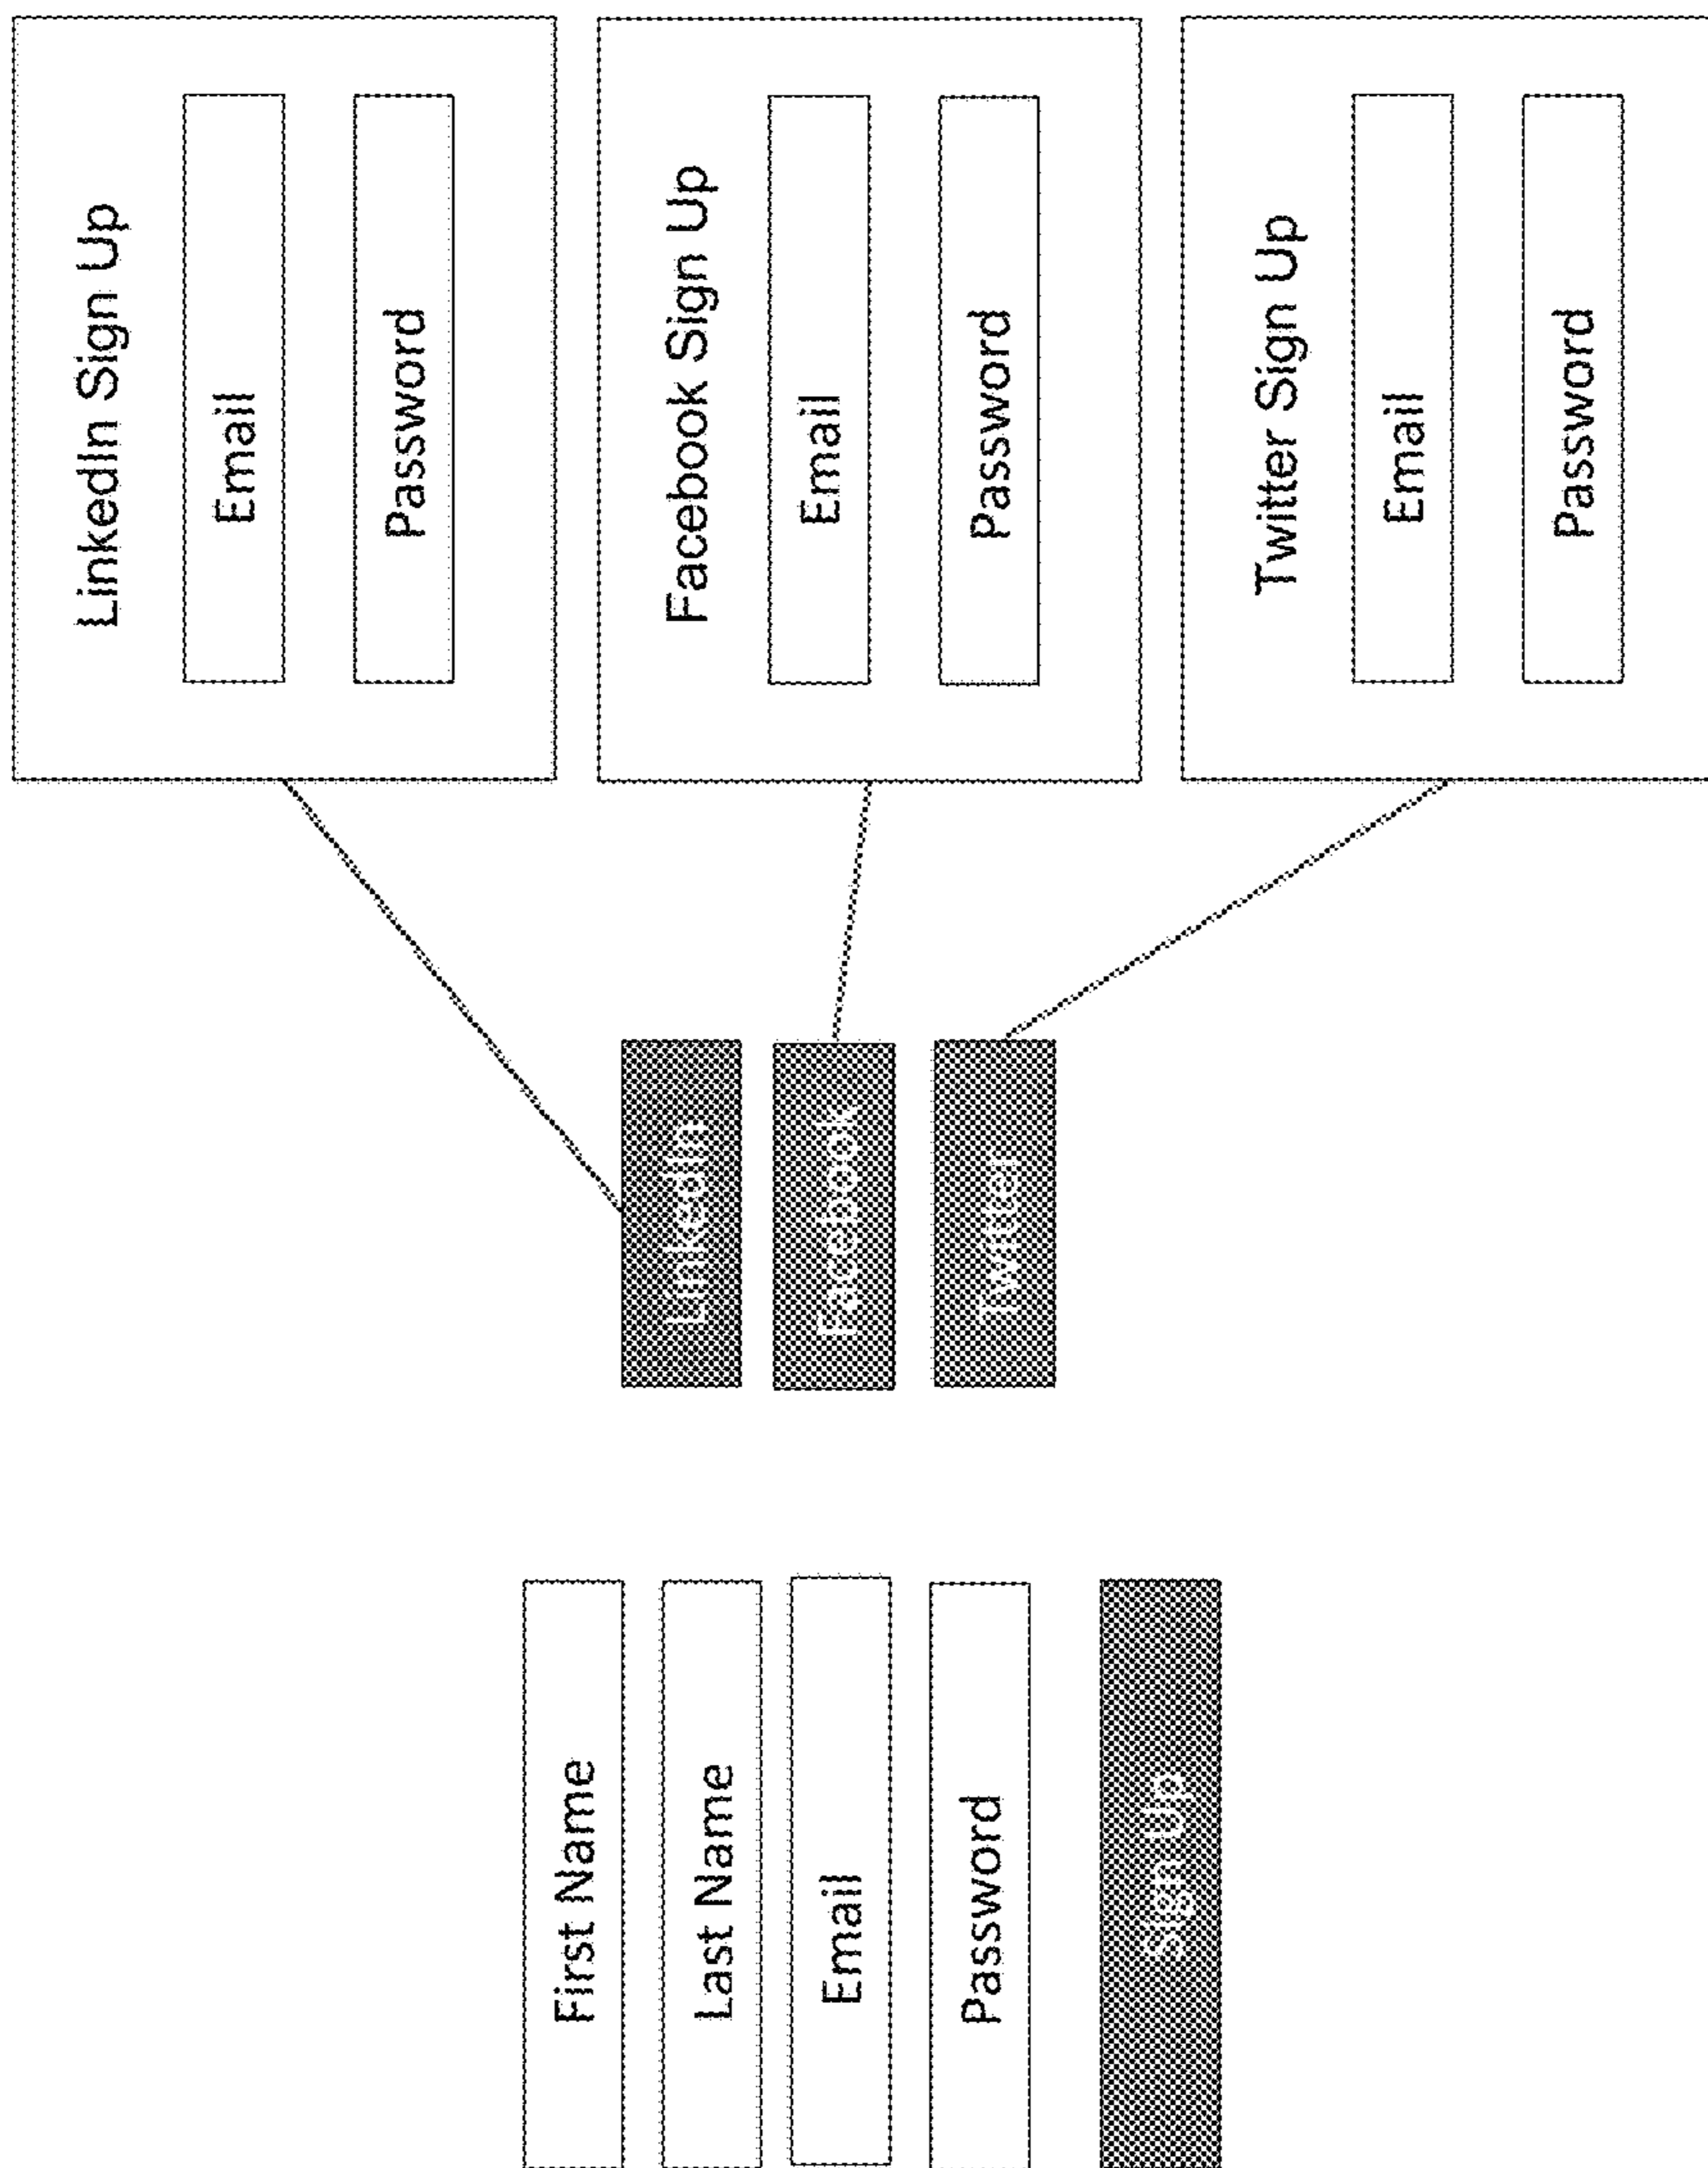 First Name
Last Name
Email
Password
Sign Up
LinkedIn
Facebook
Twitter
LinkedIn Sign Up
Email
Password
Facebook Sign Up
Email
Password
Twitter Sign Up
Email
Password